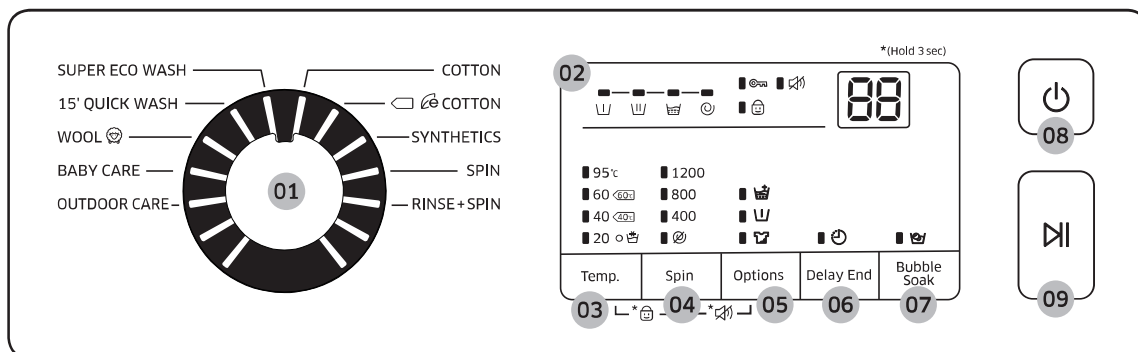 *(Hold 3 sec)
SUPER ECO WASH
15' QUICK WASH
WOOL
BABY CARE
OUTDOOR CARE
COTTON
COTTON
SYNTHETICS
SPIN
RINSE+SPIN
01
02
88
95℃
60 60℃
40 40℃
20
1200
800
400
Temp.
Spin
Options
Delay End
Bubble
Soak
03
04
05
06
07
*
*
08
09